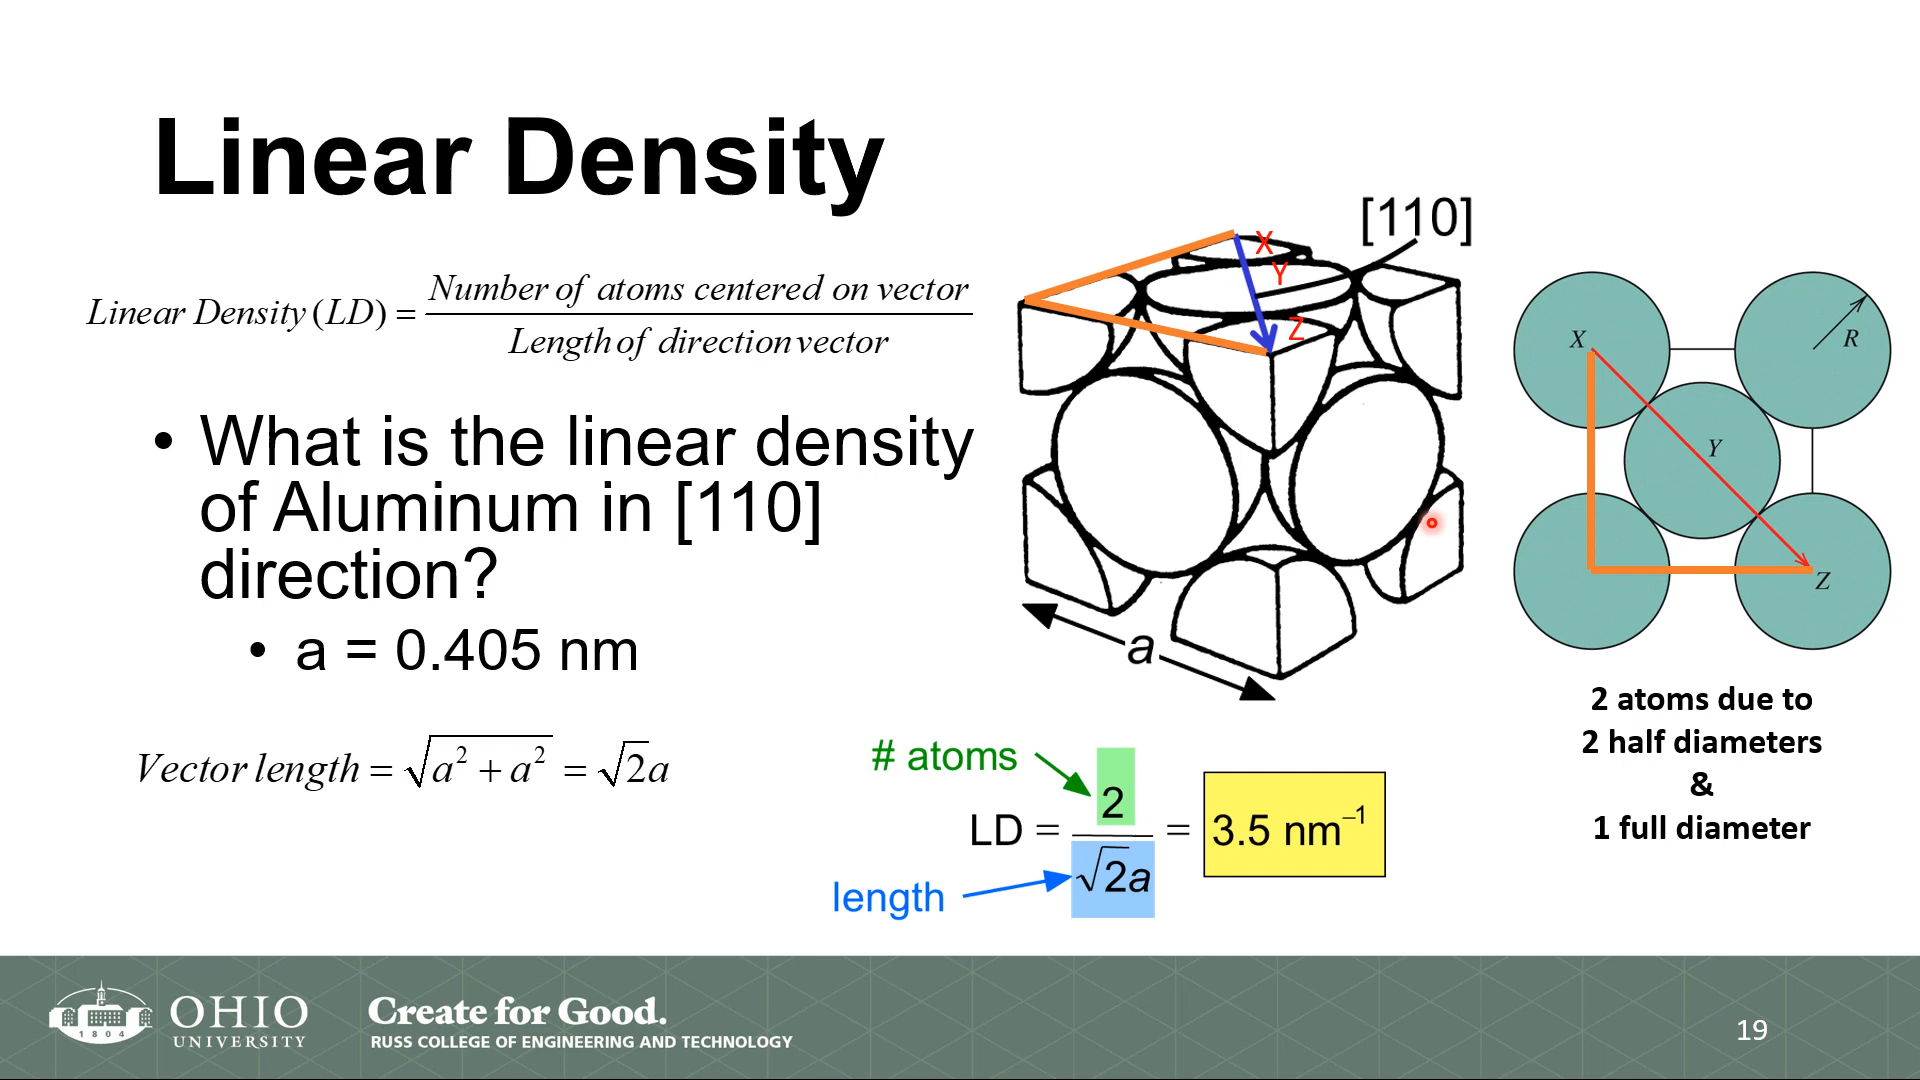 Linear Density
Linear Density (LD) = Number of atoms centered on vector / Length of direction vector
• What is the linear density
of Aluminum in [110]
direction?
• a = 0.405 nm
Vector length = √(a² + a²) = √2a
[110]
X
Y
Z
a
X
R
Y
Z
2 atoms due to
2 half diameters
&
1 full diameter
# atoms
LD = 2 / √2a = 3.5 nm⁻¹
length
1804
OHIO
UNIVERSITY
Create for Good.
RUSS COLLEGE OF ENGINEERING AND TECHNOLOGY
19